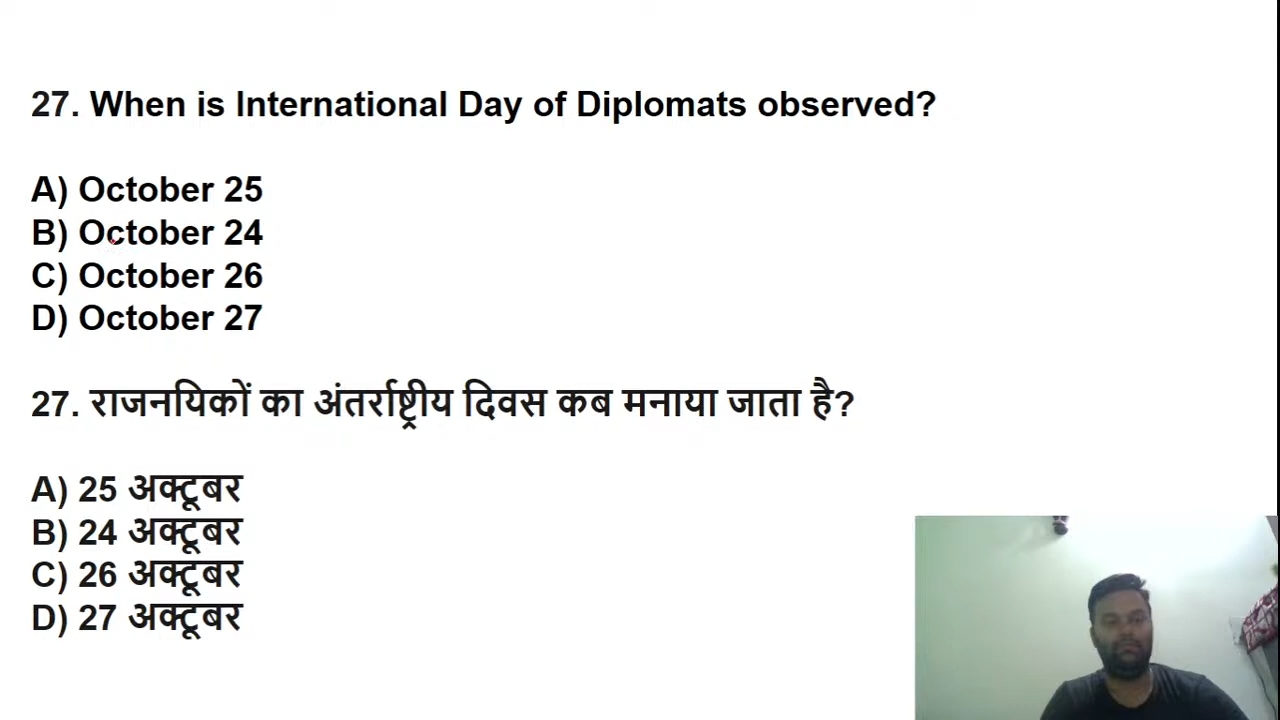 27. When is International Day of Diplomats observed?
A) October 25
B) October 24
C) October 26
D) October 27
27. राजनयिकों का अंतर्राष्ट्रीय दिवस कब मनाया जाता है?
A) 25 अक्टूबर
B) 24 अक्टूबर
C) 26 अक्टूबर
D) 27 अक्टूबर